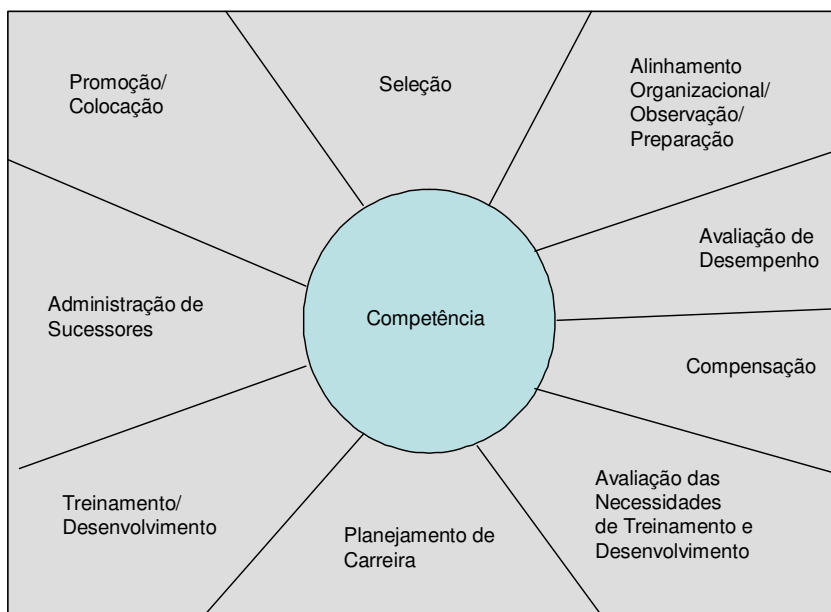 Promoção/
Colocação
Seleção
Alinhamento
Organizacional/
Observação/
Preparação
Avaliação de
Desempenho
Administração de
Sucessores
Competência
Compensação
Treinamento/
Desenvolvimento
Planejamento de
Carreira
Avaliação das
Necessidades
de Treinamento e
Desenvolvimento